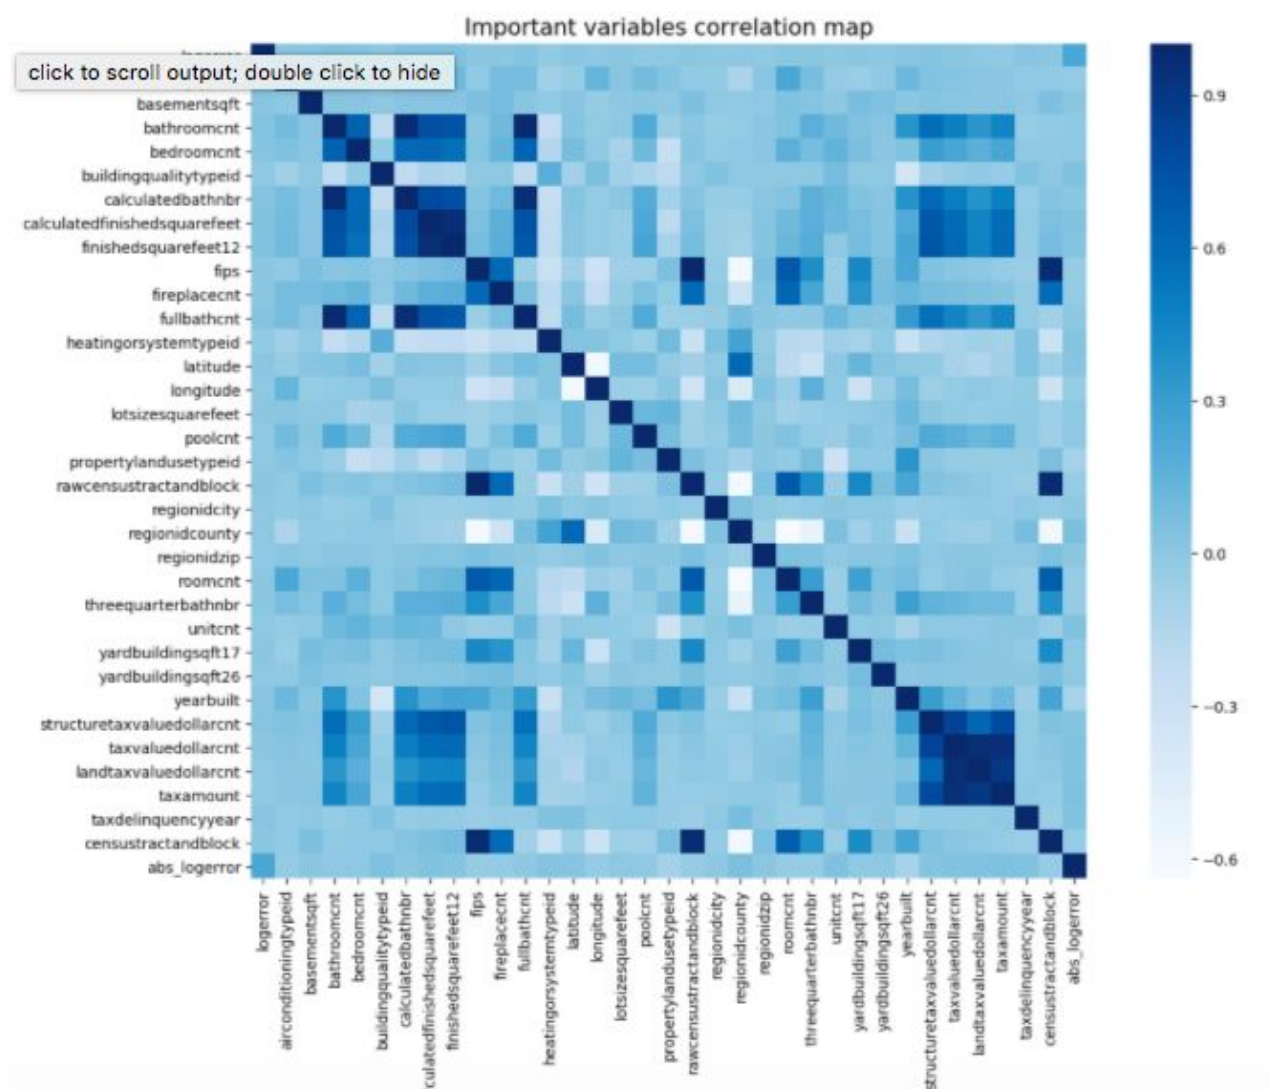 Important variables correlation map
click to scroll output; double click to hide
basementsqft
bathroomcnt
bedroomcnt
buildingqualitytypeid
calculatedbathnbr
calculatedfinishedsquarefeet
finishedsquarefeet12
fips
fireplacecnt
fullbathcnt
heatingorsystemtypeid
latitude
longitude
lotsizesquarefeet
poolcnt
propertylandusetypeid
rawcensustractandblock
regionidcity
regionidcounty
regionidzip
roomcnt
threequarterbathnbr
unitcnt
yardbuildingsqft17
yardbuildingsqft26
yearbuilt
structuretaxvaluedollarcnt
taxvaluedollarcnt
landtaxvaluedollarcnt
taxamount
taxdelinquencyyear
censustractandblock
abs_logerror
logerror
airconditioningtypeid
basementsqft
bathroomcnt
bedroomcnt
buildingqualitytypeid
calculatedbathnbr
culatedfinishedsquarefeet
finishedsquarefeet12
fips
fireplacecnt
fullbathcnt
heatingorsystemtypeid
latitude
longitude
lotsizesquarefeet
poolcnt
propertylandusetypeid
rawcensustractandblock
regionidcity
regionidcounty
regionidzip
roomcnt
threequarterbathnbr
unitcnt
yardbuildingsqft17
yardbuildingsqft26
yearbuilt
structuretaxvaluedollarcnt
taxvaluedollarcnt
landtaxvaluedollarcnt
taxamount
taxdelinquencyyear
censustractandblock
abs_logerror
0.9
0.6
0.3
0.0
−0.3
−0.6